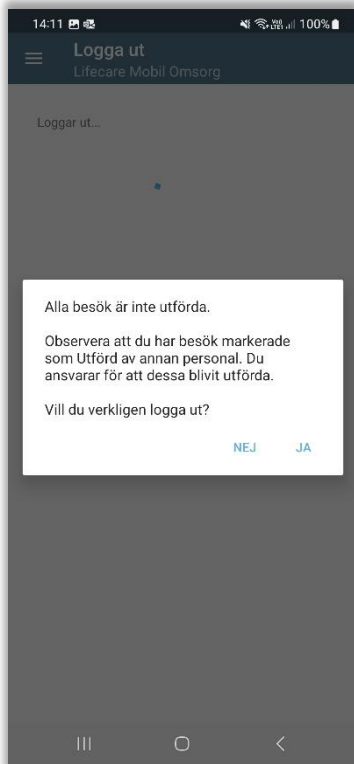 14:11 100%
Logga ut
Lifecare Mobil Omsorg
Loggar ut...
Alla besök är inte utförda.
Observera att du har besök markerade
som Utförd av annan personal. Du
ansvarar för att dessa blivit utförda.
Vill du verkligen logga ut?
NEJ JA